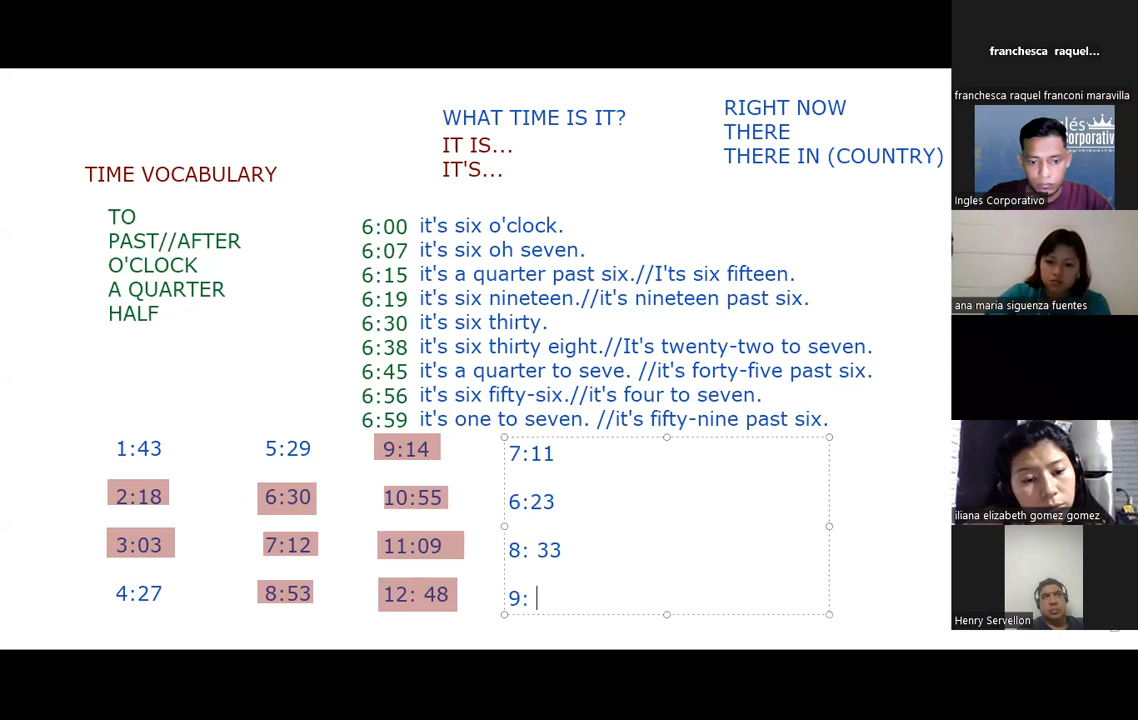 WHAT TIME IS IT?
IT IS...
IT'S...
RIGHT NOW
THERE
THERE IN (COUNTRY)
TIME VOCABULARY
TO
PAST//AFTER
O'CLOCK
A QUARTER
HALF
6:00 it's six o'clock.
6:07 it's six oh seven.
6:15 it's a quarter past six.//I'ts six fifteen.
6:19 it's six nineteen.//it's nineteen past six.
6:30 it's six thirty.
6:38 it's six thirty eight.//It's twenty-two to seven.
6:45 it's a quarter to seve. //it's forty-five past six.
6:56 it's six fifty-six.//it's four to seven.
6:59 it's one to seven. //it's fifty-nine past six.
1:43 5:29 9:14 7:11
2:18 6:30 10:55 6:23
3:03 7:12 11:09 8: 33
4:27 8:53 12: 48 9:
franchesca raquel...
franchesca raquel franconi maravilla
Ingles Corporativo
ana maria siguenza fuentes
iliana elizabeth gomez gomez
Henry Servellon